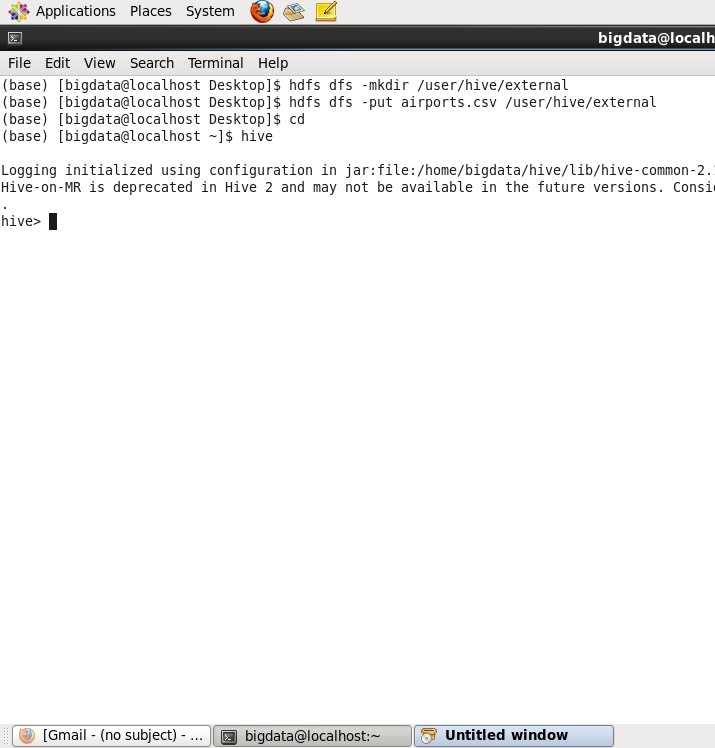 Applications Places System
bigdata@localh
File Edit View Search Terminal Help
(base) [bigdata@localhost Desktop]$ hdfs dfs -mkdir /user/hive/external
(base) [bigdata@localhost Desktop]$ hdfs dfs -put airports.csv /user/hive/external
(base) [bigdata@localhost Desktop]$ cd
(base) [bigdata@localhost ~]$ hive
Logging initialized using configuration in jar:file:/home/bigdata/hive/lib/hive-common-2.
Hive-on-MR is deprecated in Hive 2 and may not be available in the future versions. Consi
.
hive>
[Gmail - (no subject) - ... bigdata@localhost:~ Untitled window